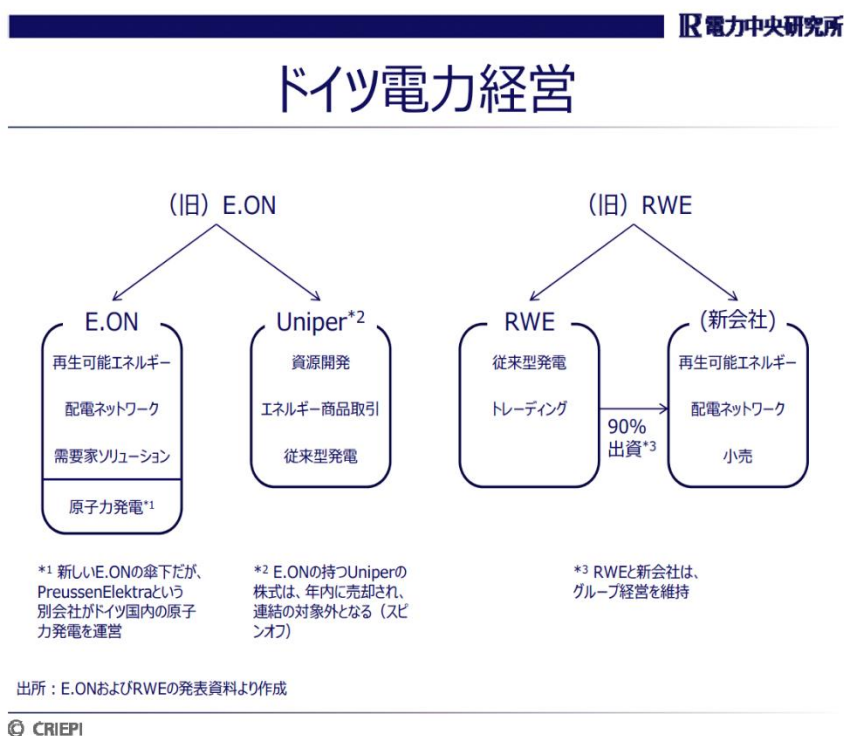 電力中央研究所
ドイツ電力経営
(旧) E.ON
(旧) RWE
E.ON
再生可能エネルギー
配電ネットワーク
需要家ソリューション
原子力発電*1
Uniper*2
資源開発
エネルギー商品取引
従来型発電
RWE
従来型発電
トレーディング
90%
出資*3
(新会社)
再生可能エネルギー
配電ネットワーク
小売
*1 新しいE.ONの傘下だが、
PreussenElektraという
別会社がドイツ国内の原子
力発電を運営
*2 E.ONの持つUniperの
株式は、年内に売却され、
連結の対象外となる（スピ
ンオフ）
*3 RWEと新会社は、
グループ経営を維持
出所：E.ONおよびRWEの発表資料より作成
© CRIEPI